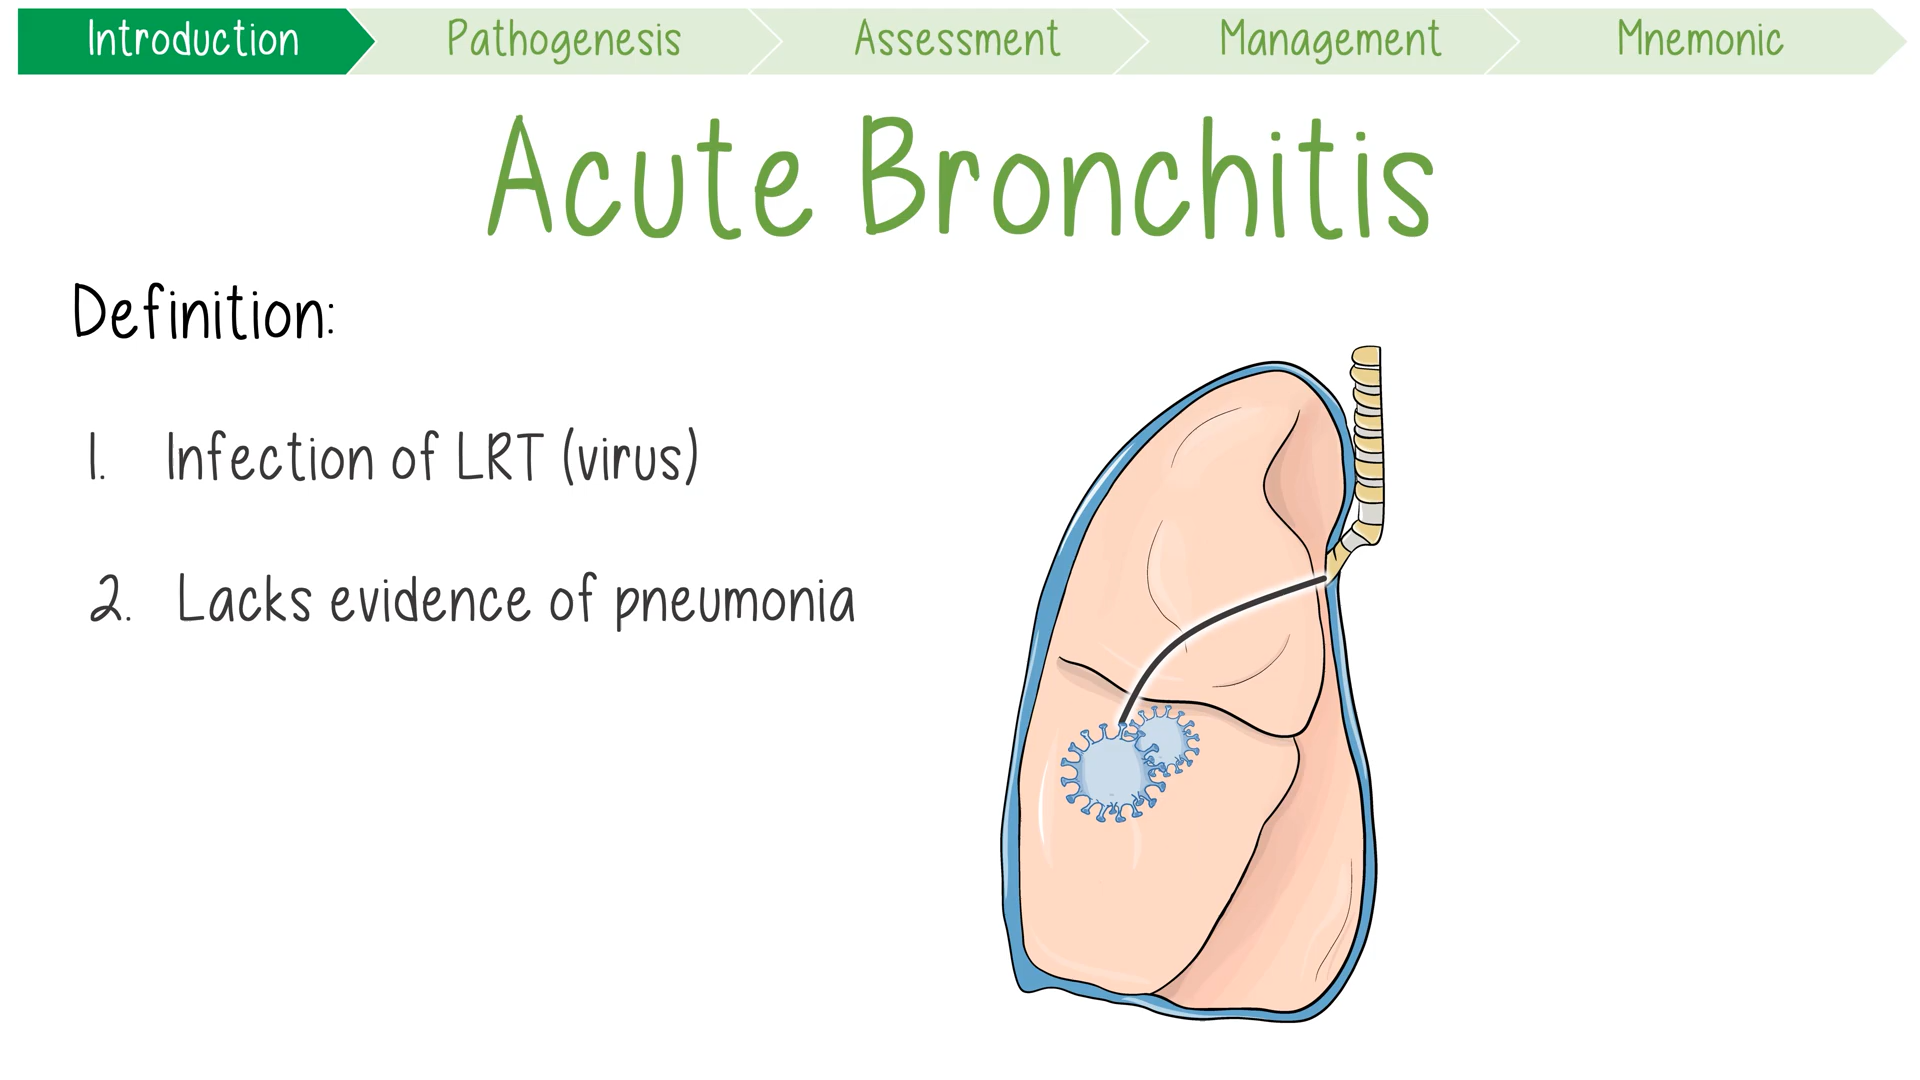 Introduction Pathogenesis Assessment Management Mnemonic
Acute Bronchitis
Definition:
1. Infection of LRT (virus)
2. Lacks evidence of pneumonia